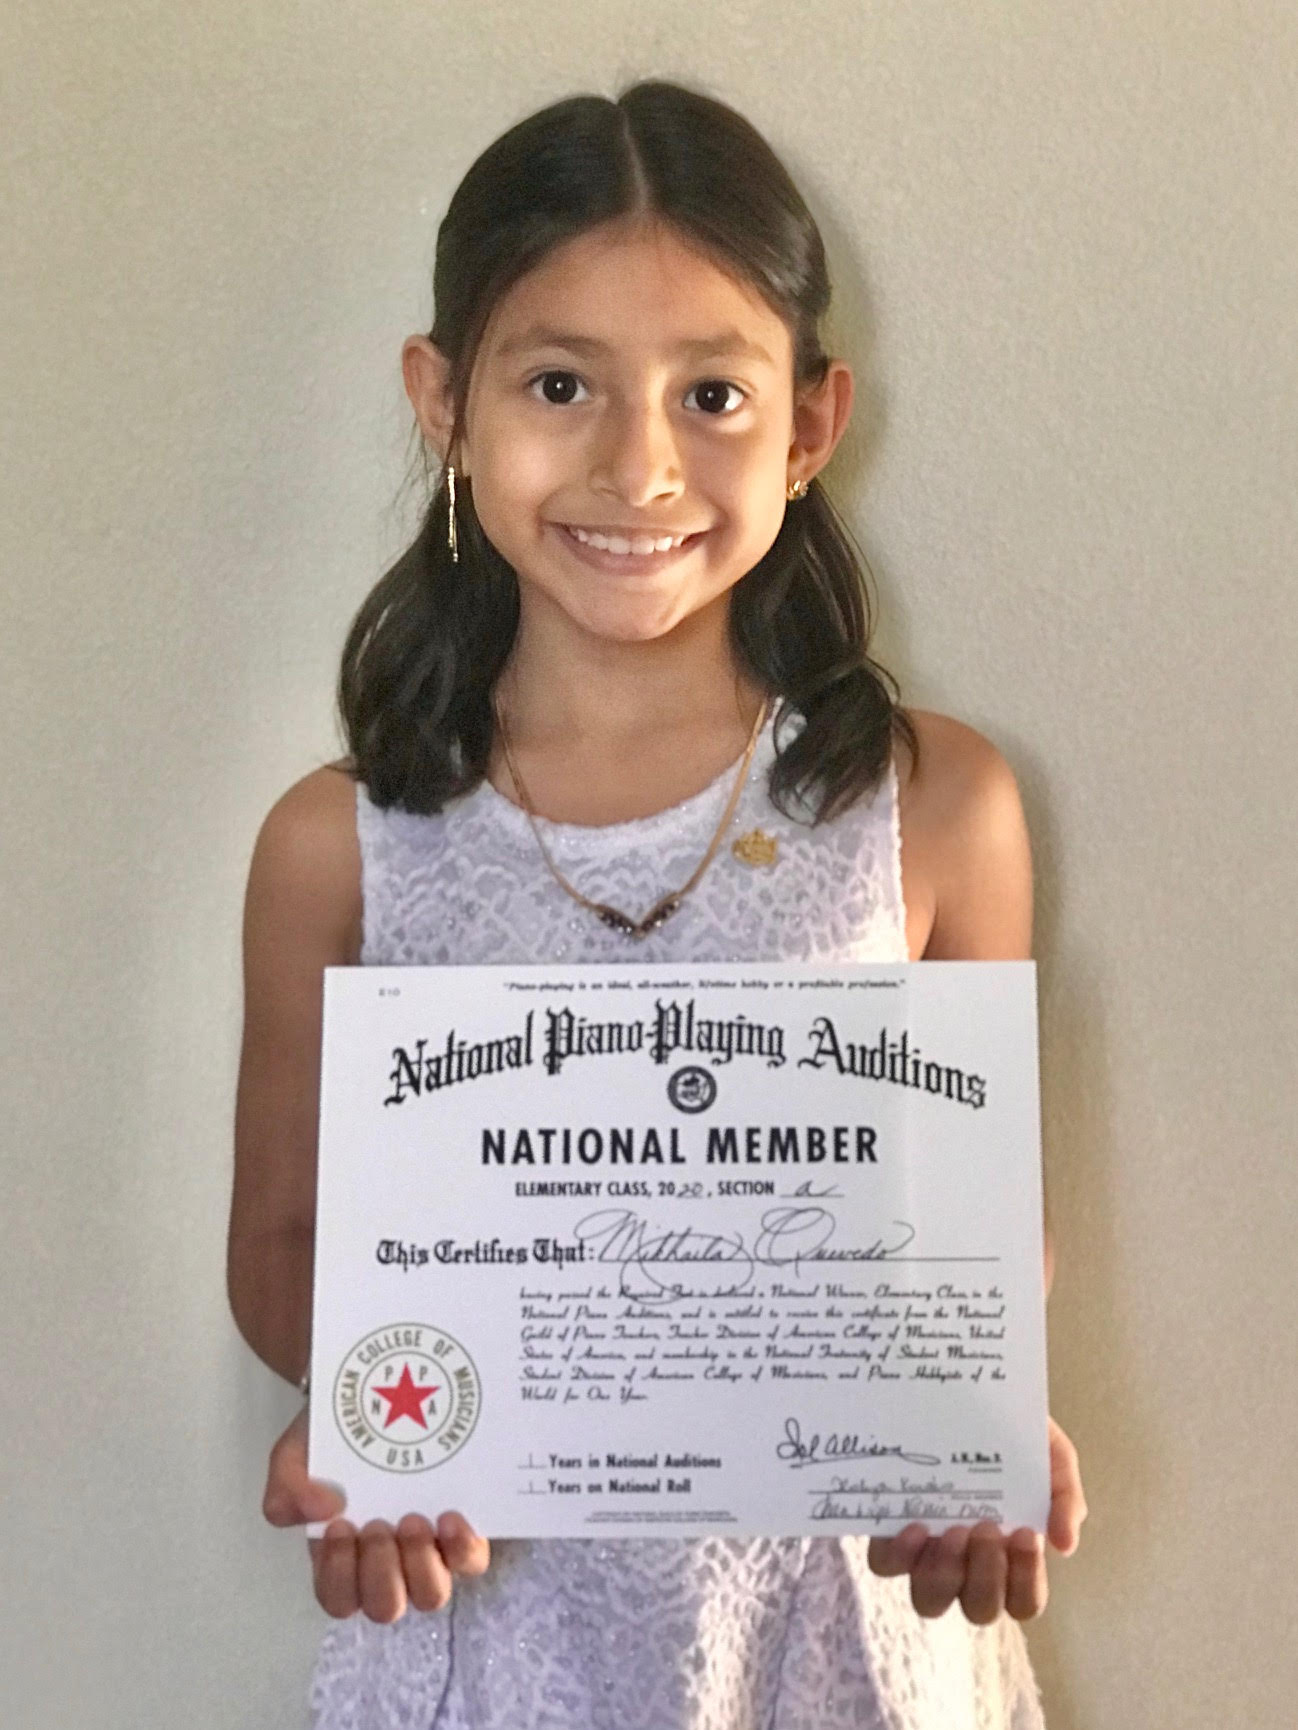 E10
"Piano-playing is an ideal, all-weather, lifetime hobby or a profitable profession."
National Piano-Playing Auditions
NATIONAL MEMBER
ELEMENTARY CLASS, 2020, SECTION a
This Certifies That: Mikhaila Quevedo
having passed the Required Test is declared a National Winner, Elementary Class, in the
National Piano Auditions, and is entitled to receive this certificate from the National
Guild of Piano Teachers, Teacher Division of American College of Musicians, United
States of America, and membership in the National Fraternity of Student Musicians,
Student Division of American College of Musicians, and Piano Hobbyists of the
World for One Year.
AMERICAN COLLEGE OF MUSICIANS
USA
N P P A
1 Years in National Auditions
1 Years on National Roll
Irl Allison